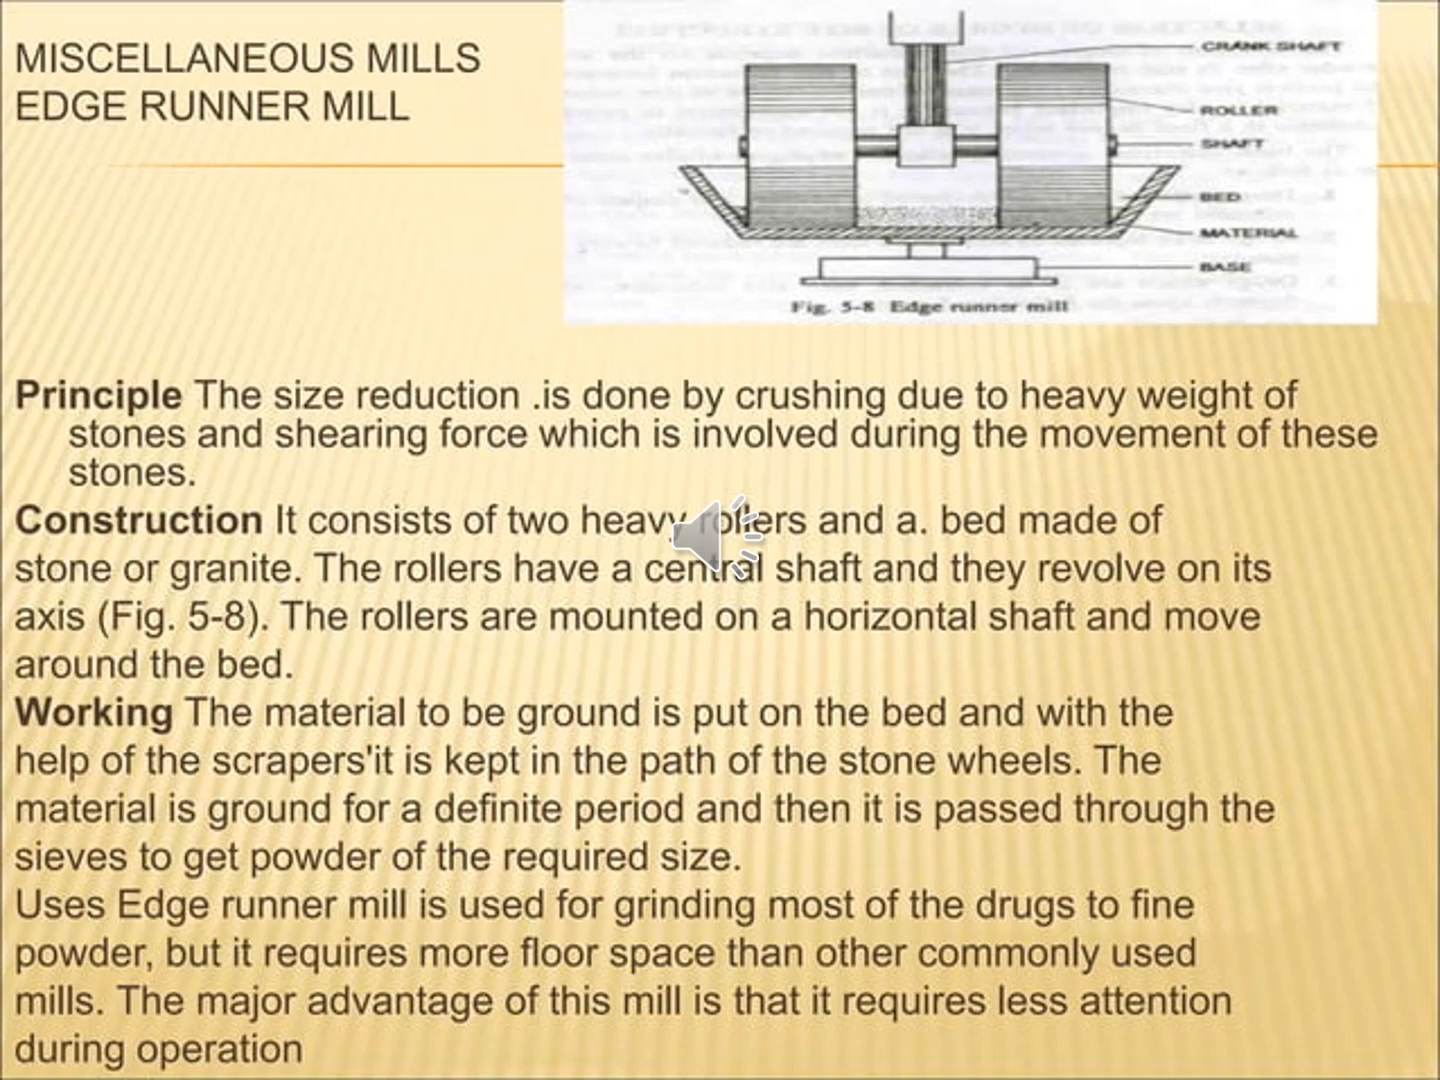 MISCELLANEOUS MILLS
EDGE RUNNER MILL
CRANK SHAFT
ROLLER
SHAFT
BED
MATERIAL
BASE
Fig. 5-8 Edge runner mill
Principle The size reduction .is done by crushing due to heavy weight of
stones and shearing force which is involved during the movement of these
stones.
Construction It consists of two heavy rollers and a. bed made of
stone or granite. The rollers have a central shaft and they revolve on its
axis (Fig. 5-8). The rollers are mounted on a horizontal shaft and move
around the bed.
Working The material to be ground is put on the bed and with the
help of the scrapers'it is kept in the path of the stone wheels. The
material is ground for a definite period and then it is passed through the
sieves to get powder of the required size.
Uses Edge runner mill is used for grinding most of the drugs to fine
powder, but it requires more floor space than other commonly used
mills. The major advantage of this mill is that it requires less attention
during operation